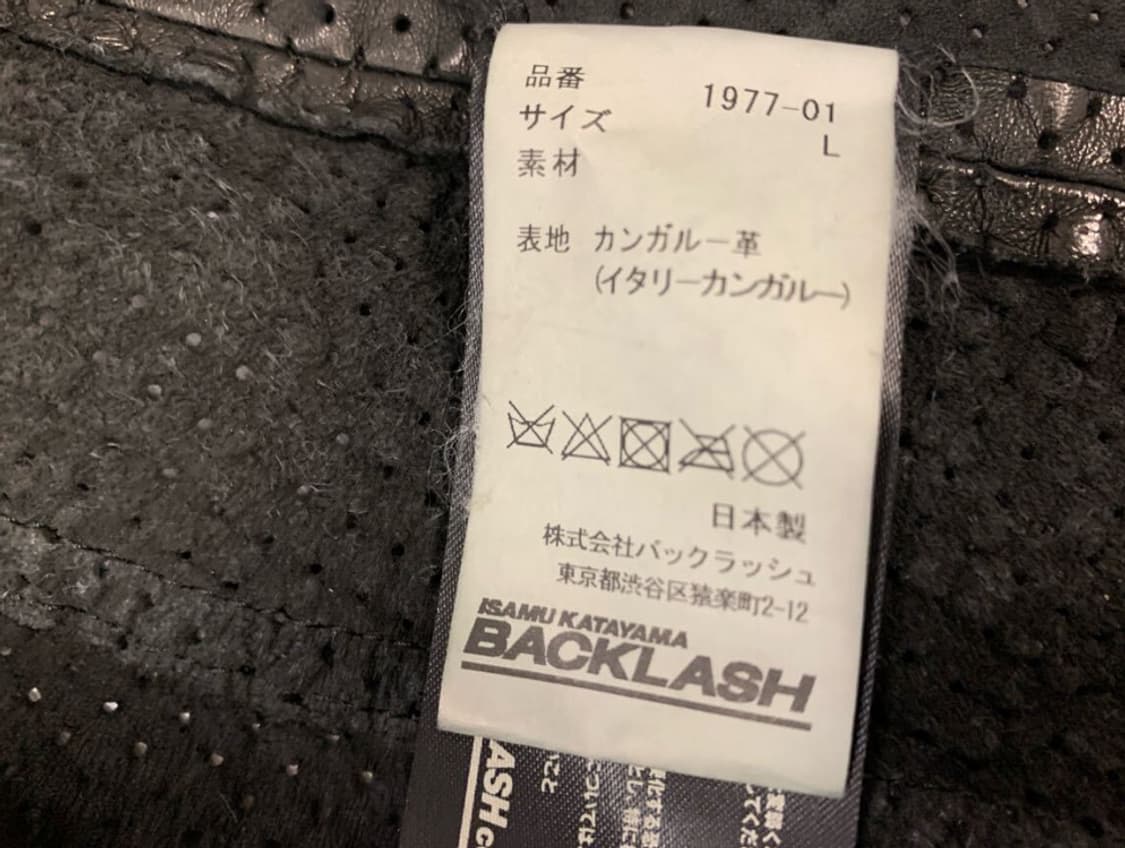 品番 1977-01
サイズ L
素材
表地 カンガルー革
(イタリーカンガルー)
日本製
株式会社バックラッシュ
東京都渋谷区猿楽町2-12
ISAMU KATAYAMA
BACKLASH
ASH